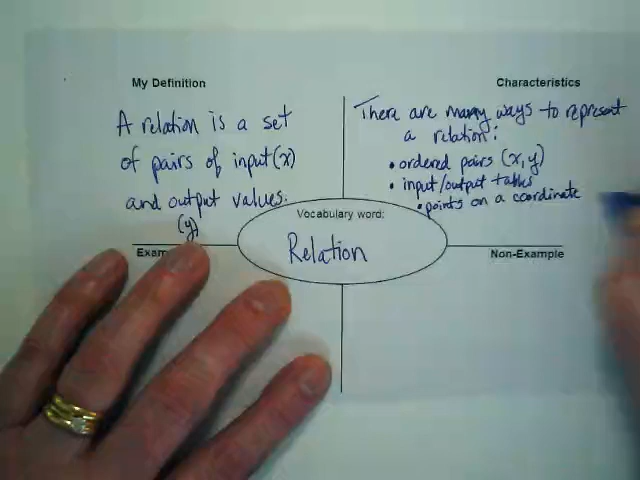 My Definition
A relation is a set
of pairs of input(x)
and output values.
(y)
Characteristics
There are many ways to represent
a relation:
• ordered pairs (x,y)
• input/output tables
• points on a coordinate
Vocabulary word:
Relation
Exam
Non-Example